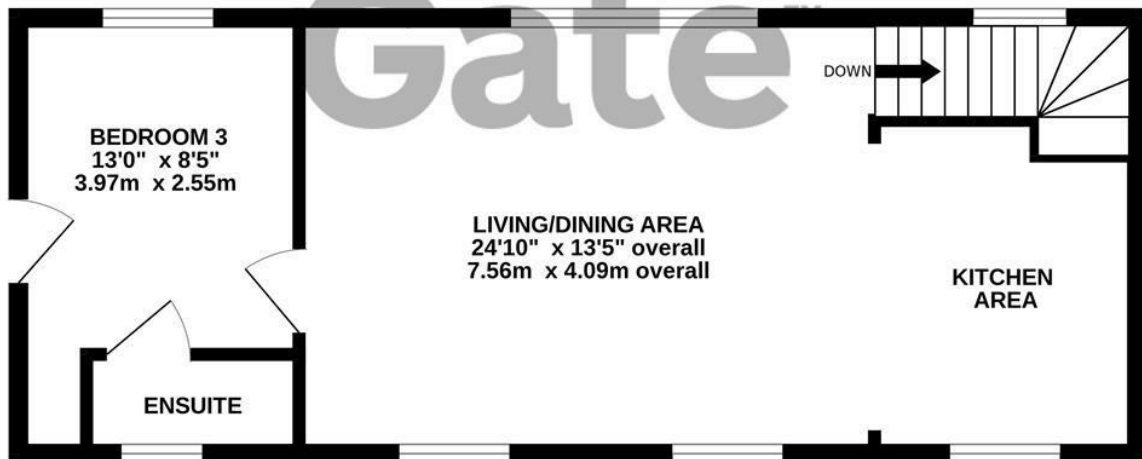 Gate™
DOWN
BEDROOM 3
13'0" x 8'5"
3.97m x 2.55m
LIVING/DINING AREA
24'10" x 13'5" overall
7.56m x 4.09m overall
KITCHEN
AREA
ENSUITE